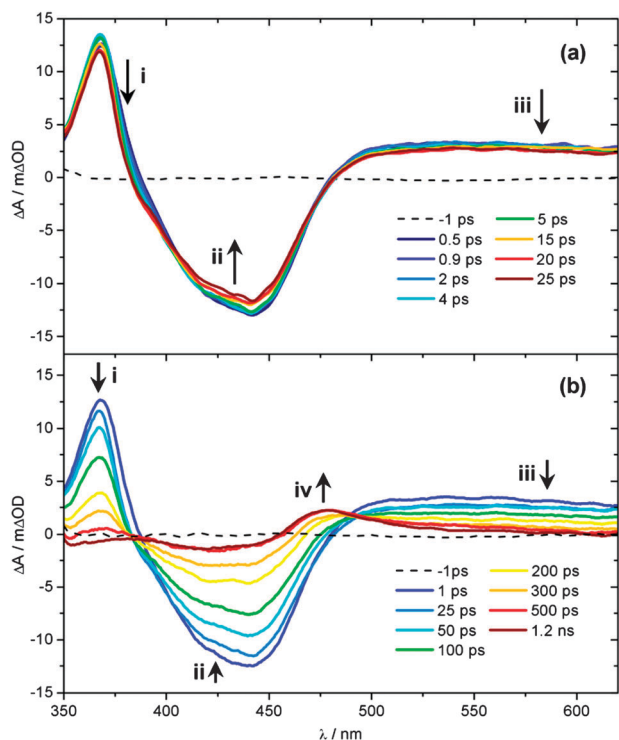 15
(a)
i
iii
10
5
0
-5
-10
-15
ΔA / mΔOD
ii
-1 ps
0.5 ps
0.9 ps
2 ps
4 ps
5 ps
15 ps
20 ps
25 ps
15
(b)
i
iv
iii
10
5
0
-5
-10
-15
ΔA / mΔOD
ii
-1ps
1 ps
25 ps
50 ps
100 ps
200 ps
300 ps
500 ps
1.2 ns
350 400 450 500 550 600
λ / nm